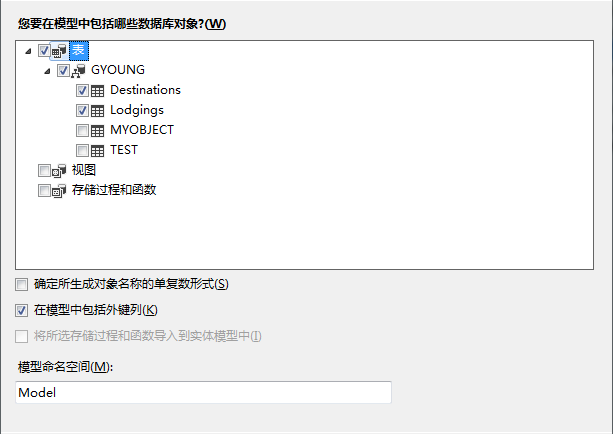 您要在模型中包括哪些数据库对象?(W)
表
GYOUNG
Destinations
Lodgings
MYOBJECT
TEST
视图
存储过程和函数
确定所生成对象名称的单复数形式(S)
在模型中包括外键列(K)
将所选存储过程和函数导入到实体模型中(I)
模型命名空间(M):
Model